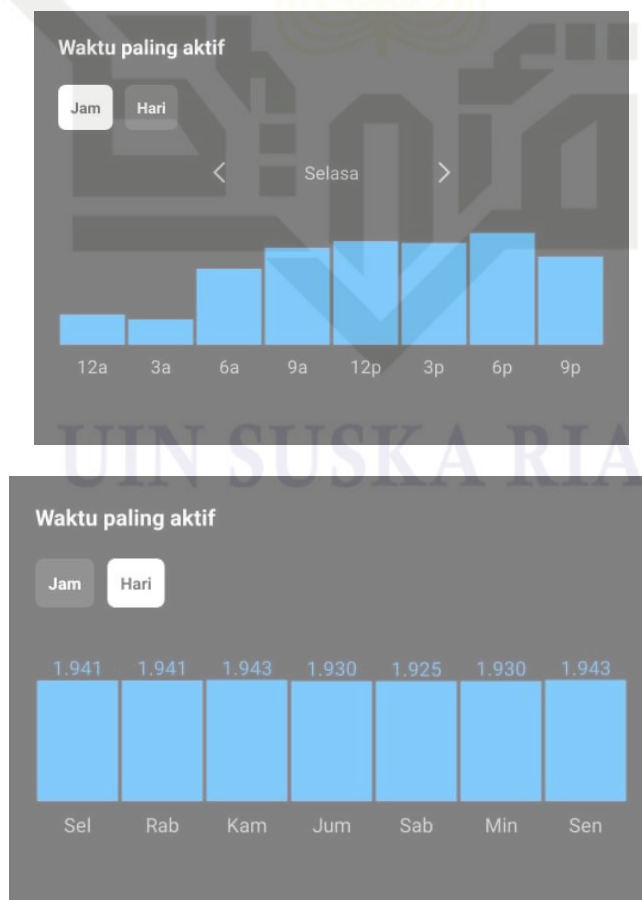 Waktu paling aktif
Jam Hari
Selasa
12a 3a 6a 9a 12p 3p 6p 9p
UIN SUSKA RIA
Waktu paling aktif
Jam Hari
1.941 1.941 1.943 1.930 1.925 1.930 1.943
Sel Rab Kam Jum Sab Min Sen